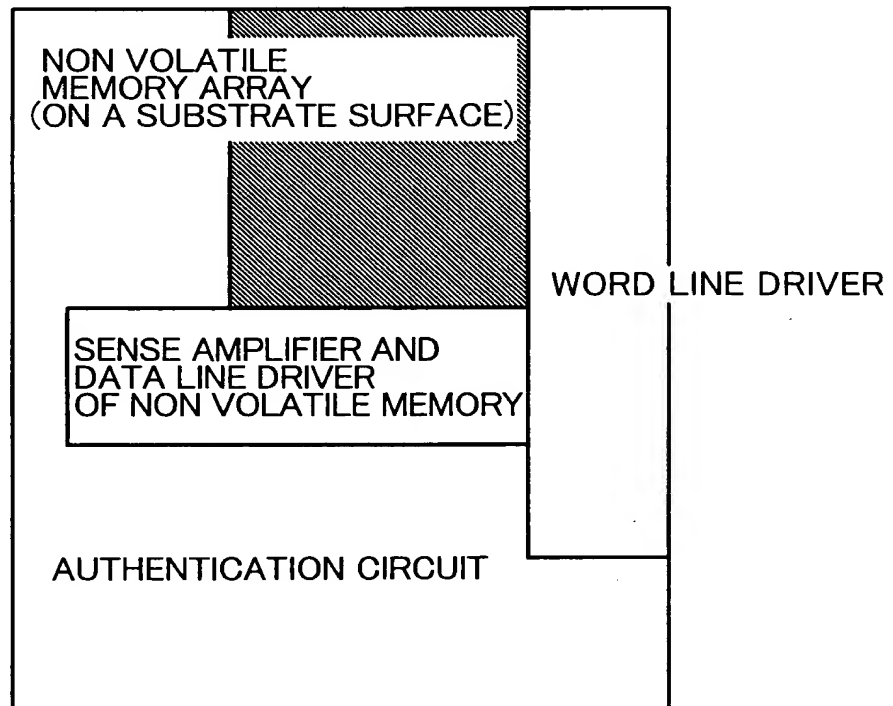 NON VOLATILE
MEMORY ARRAY
(ON A SUBSTRATE SURFACE)
WORD LINE DRIVER
SENSE AMPLIFIER AND
DATA LINE DRIVER
OF NON VOLATILE MEMORY
AUTHENTICATION CIRCUIT